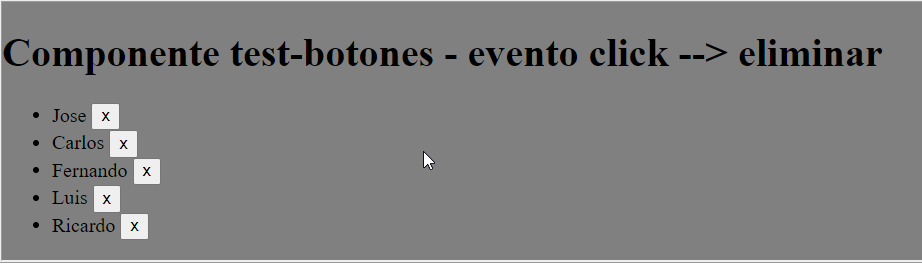 Componente test-botones - evento click --> eliminar
Jose x
Carlos x
Fernando x
Luis x
Ricardo x